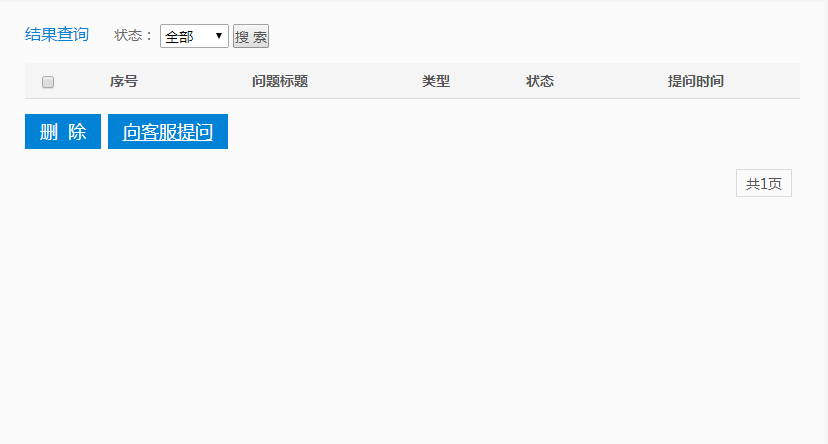 结果查询 状态： 全部 搜 索
序号 问题标题 类型 状态 提问时间
删 除 向客服提问
共1页